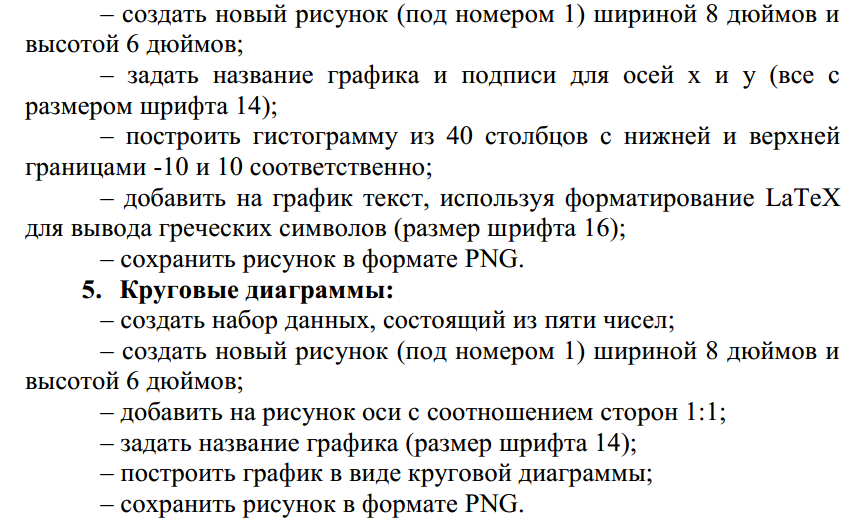 – создать новый рисунок (под номером 1) шириной 8 дюймов и
высотой 6 дюймов;
– задать название графика и подписи для осей x и y (все с
размером шрифта 14);
– построить гистограмму из 40 столбцов с нижней и верхней
границами -10 и 10 соответственно;
– добавить на график текст, используя форматирование LaTeX
для вывода греческих символов (размер шрифта 16);
– сохранить рисунок в формате PNG.
5. Круговые диаграммы:
– создать набор данных, состоящий из пяти чисел;
– создать новый рисунок (под номером 1) шириной 8 дюймов и
высотой 6 дюймов;
– добавить на рисунок оси с соотношением сторон 1:1;
– задать название графика (размер шрифта 14);
– построить график в виде круговой диаграммы;
– сохранить рисунок в формате PNG.